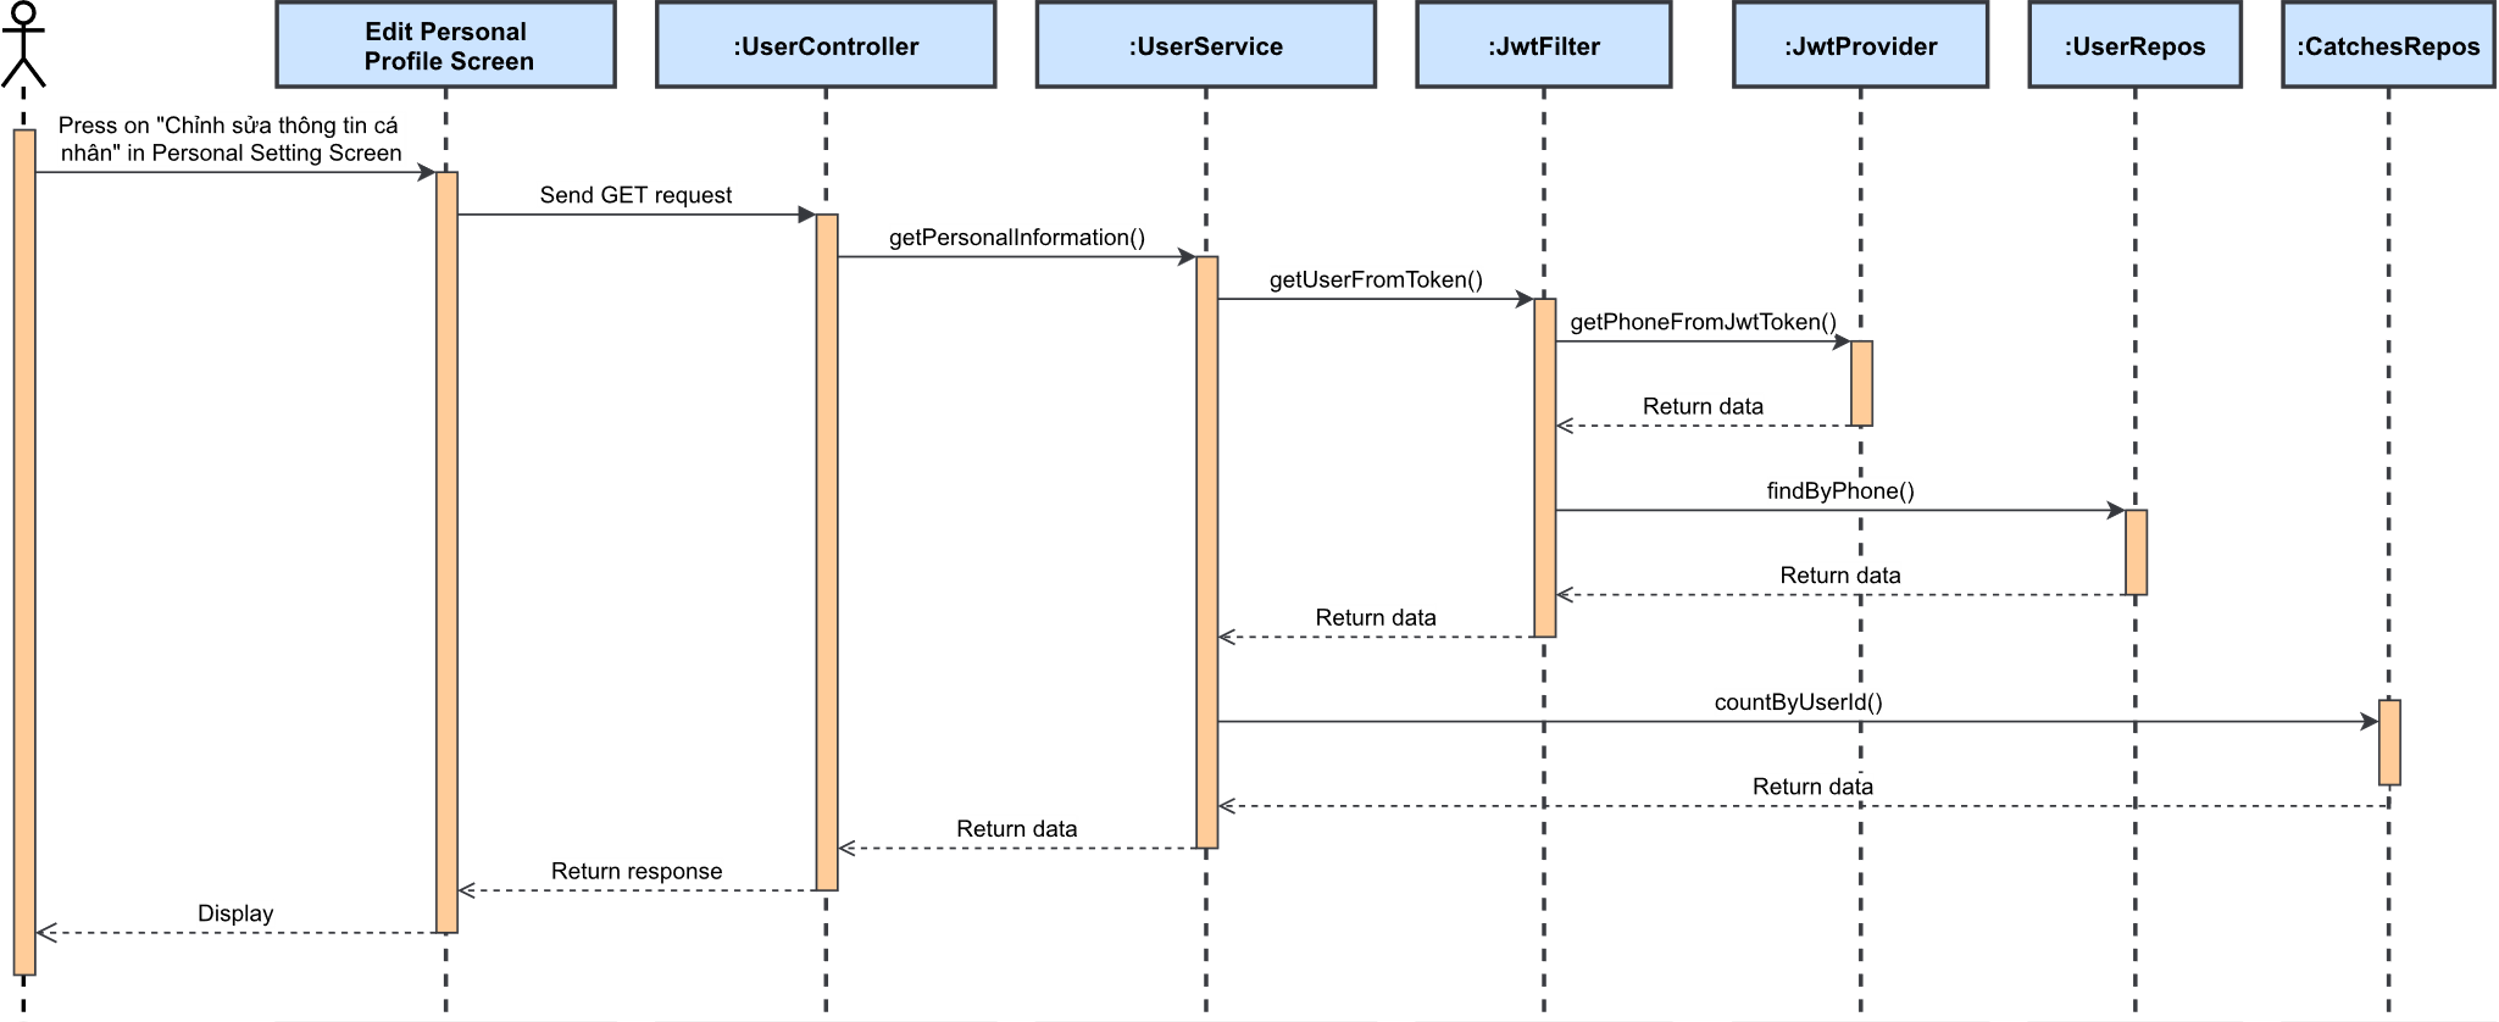 Edit Personal
Profile Screen
:UserController
:UserService
:JwtFilter
:JwtProvider
:UserRepos
:CatchesRepos
Press on "Chỉnh sửa thông tin cá
nhân" in Personal Setting Screen
Send GET request
getPersonalInformation()
getUserFromToken()
getPhoneFromJwtToken()
Return data
findByPhone()
Return data
Return data
countByUserId()
Return data
Return data
Return response
Display